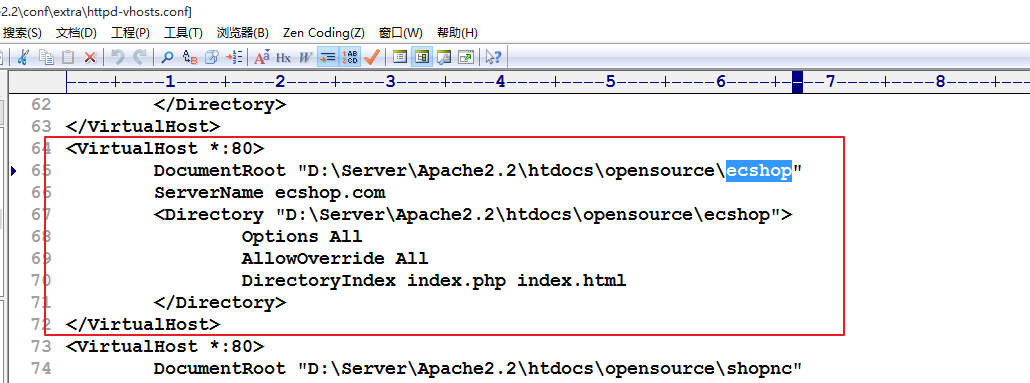 e2.2\conf\extra\httpd-vhosts.conf]
搜索(S) 文档(D) 工程(P) 工具(T) 浏览器(B) Zen Coding(Z) 窗口(W) 帮助(H)
----+----1----+----2----+----3----+----4----+----5----+----6----+----7----+----8----+---
62 </Directory>
63 </VirtualHost>
64 <VirtualHost *:80>
65 DocumentRoot "D:\Server\Apache2.2\htdocs\opensource\ecshop"
66 ServerName ecshop.com
67 <Directory "D:\Server\Apache2.2\htdocs\opensource\ecshop">
68 Options All
69 AllowOverride All
70 DirectoryIndex index.php index.html
71 </Directory>
72 </VirtualHost>
73 <VirtualHost *:80>
74 DocumentRoot "D:\Server\Apache2.2\htdocs\opensource\shopnc"